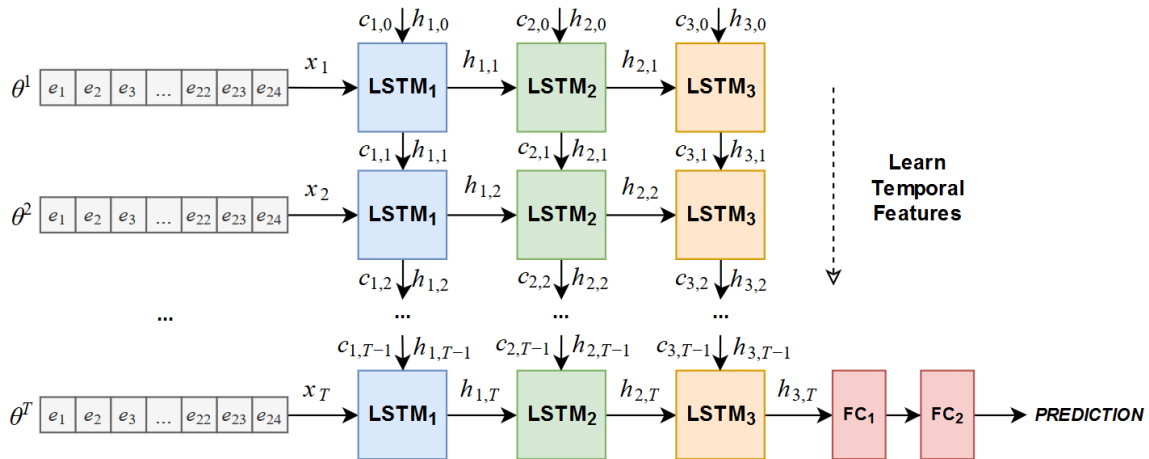 c1,0 h1,0 c2,0 h2,0 c3,0 h3,0
θ1 e1 e2 e3 ... e22 e23 e24 x1 LSTM1 h1,1 LSTM2 h2,1 LSTM3
c1,1 h1,1 c2,1 h2,1 c3,1 h3,1
θ2 e1 e2 e3 ... e22 e23 e24 x2 LSTM1 h1,2 LSTM2 h2,2 LSTM3
Learn
Temporal
Features
c1,2 h1,2 c2,2 h2,2 c3,2 h3,2
... ... ... ...
c1,T−1 h1,T−1 c2,T−1 h2,T−1 c3,T−1 h3,T−1
θT e1 e2 e3 ... e22 e23 e24 xT LSTM1 h1,T LSTM2 h2,T LSTM3 h3,T FC1 FC2 PREDICTION